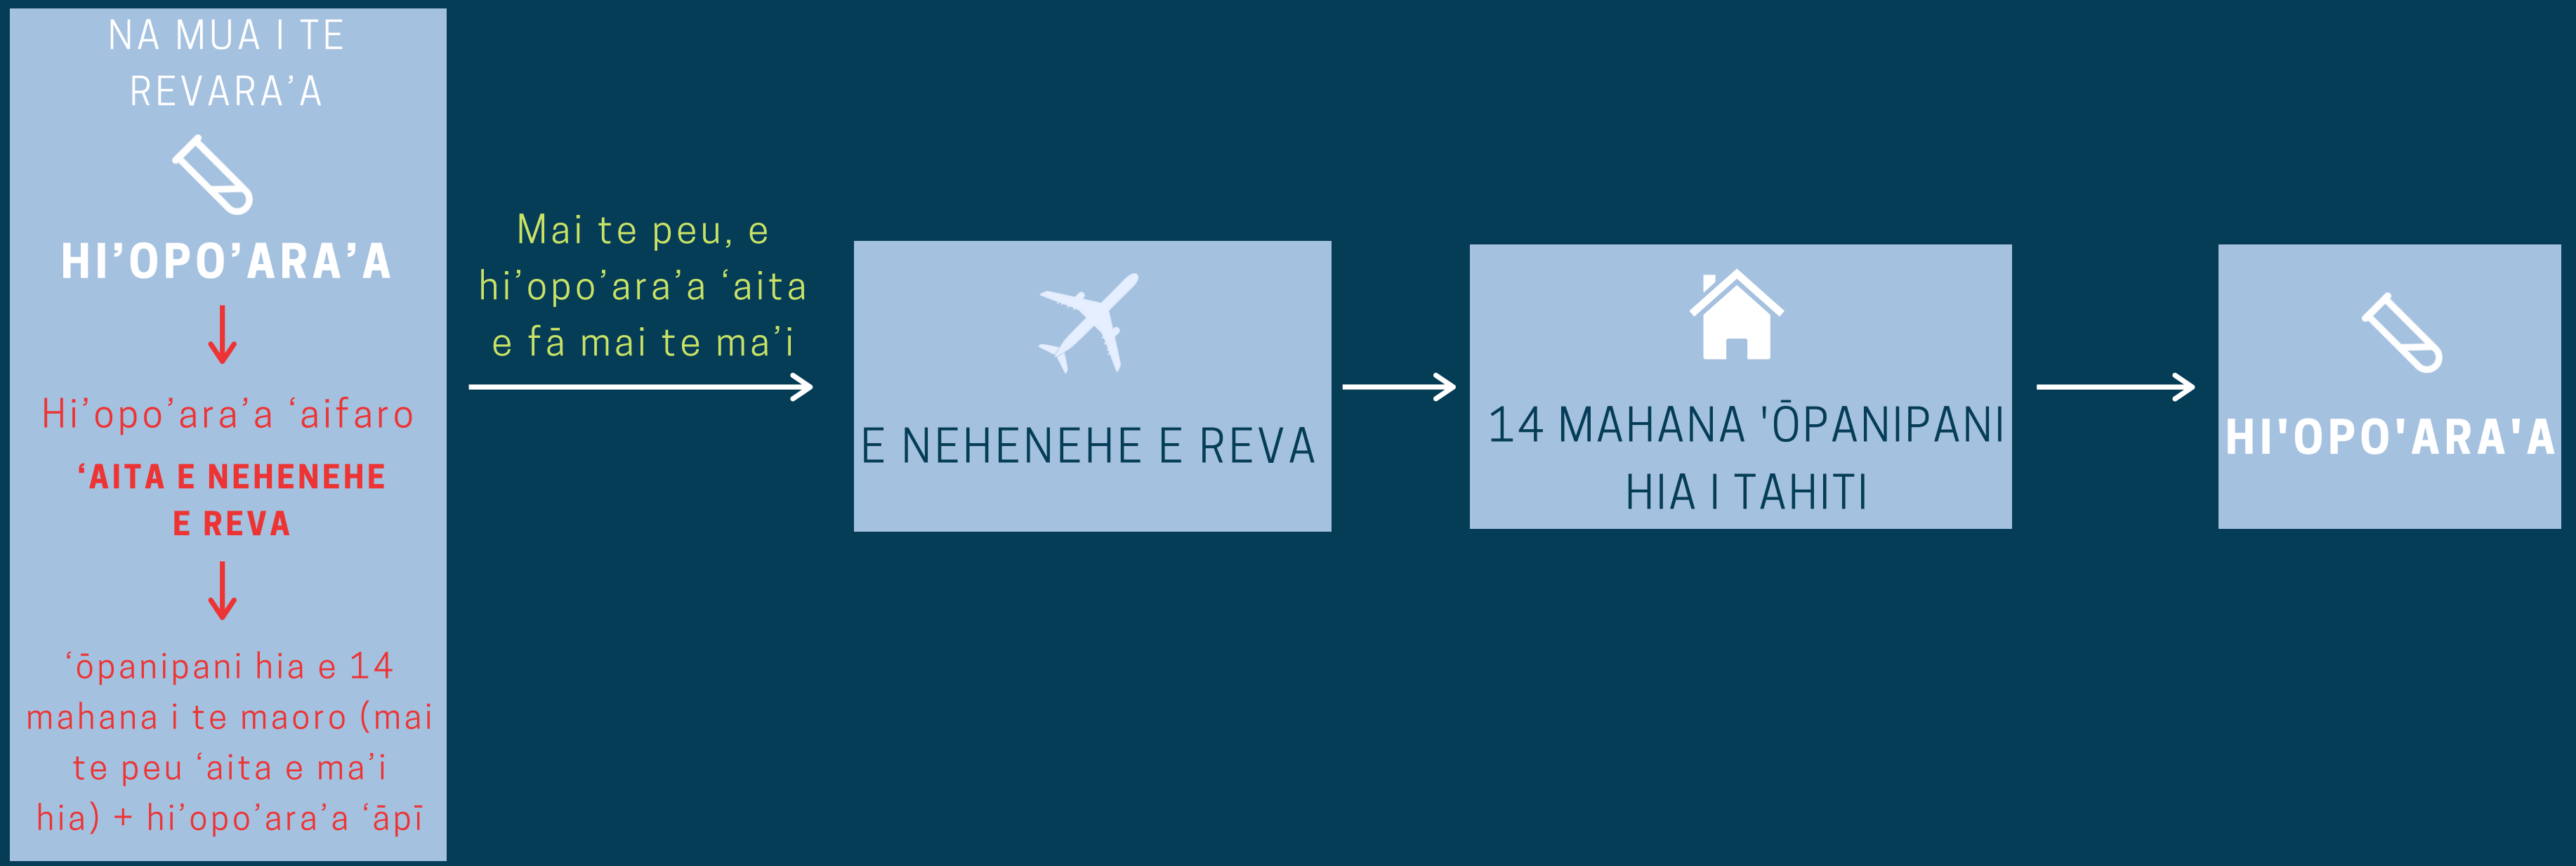 NA MUA I TE
REVARA’A
HI’OPO’ARA’A
Hi’opo’ara’a ‘aifaro
‘AITA E NEHENEHE
E REVA
‘ōpanipani hia e 14
mahana i te maoro (mai
te peu ‘aita e ma’i
hia) + hi’opo’ara’a ‘āpī
Mai te peu, e
hi’opo’ara’a ‘aita
e fā mai te ma’i
E NEHENEHE E REVA
14 MAHANA 'ŌPANIPANI
HIA I TAHITI
HI'OPO'ARA'A